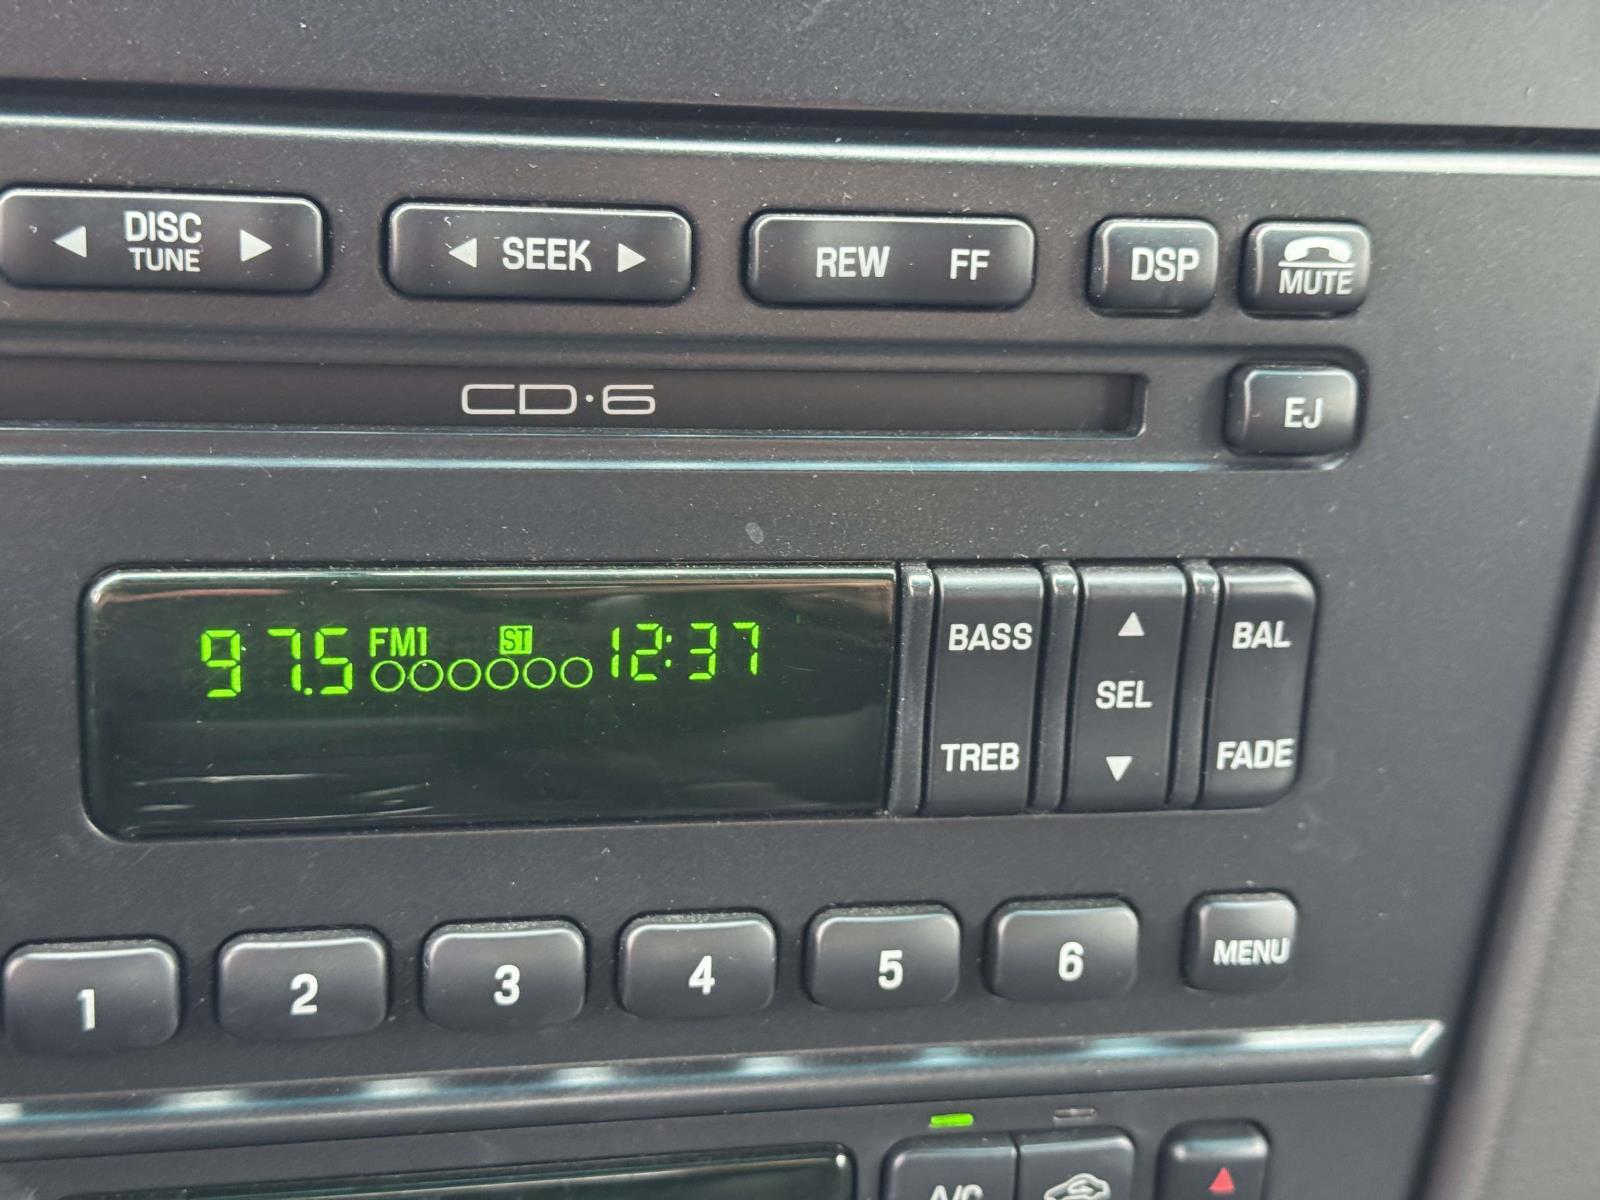 ◀ DISC ▶
TUNE
◀ SEEK ▶
REW FF
DSP
MUTE
CD·6
EJ
97.5 FM1 ST 12:37
BASS
TREB
▲
SEL
▼
BAL
FADE
1 2 3 4 5 6 MENU
A/C